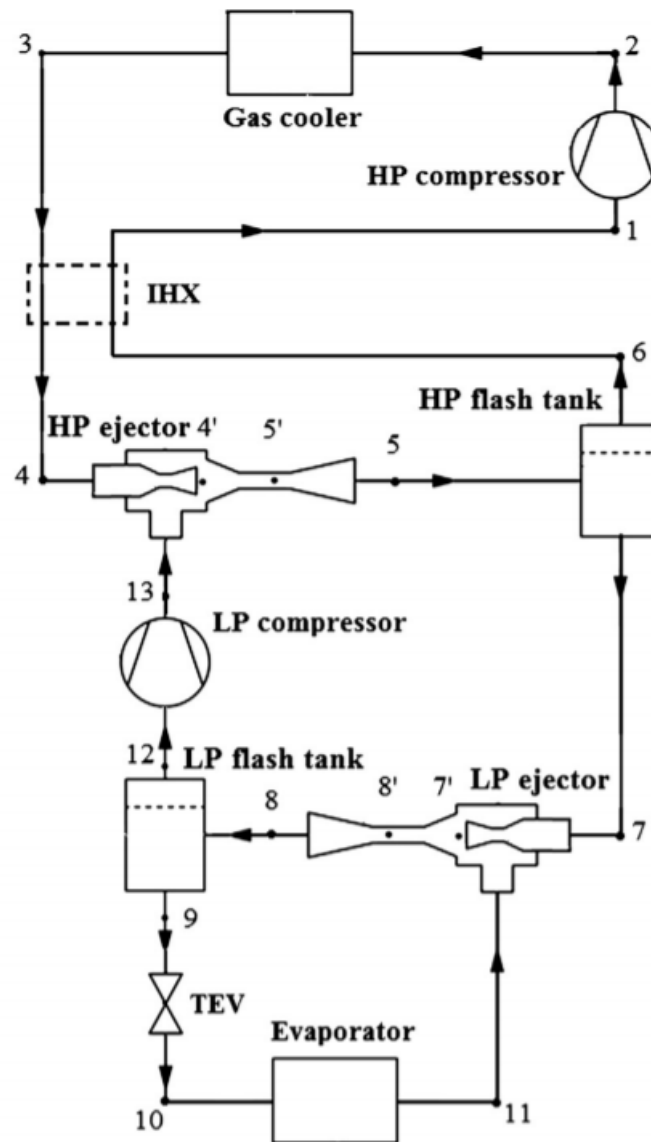 3
2
Gas cooler
HP compressor
1
IHX
6
HP flash tank
HP ejector 4'
5'
5
4
13
LP compressor
12
LP flash tank
8
8'
7'
LP ejector
7
9
TEV
Evaporator
10
11